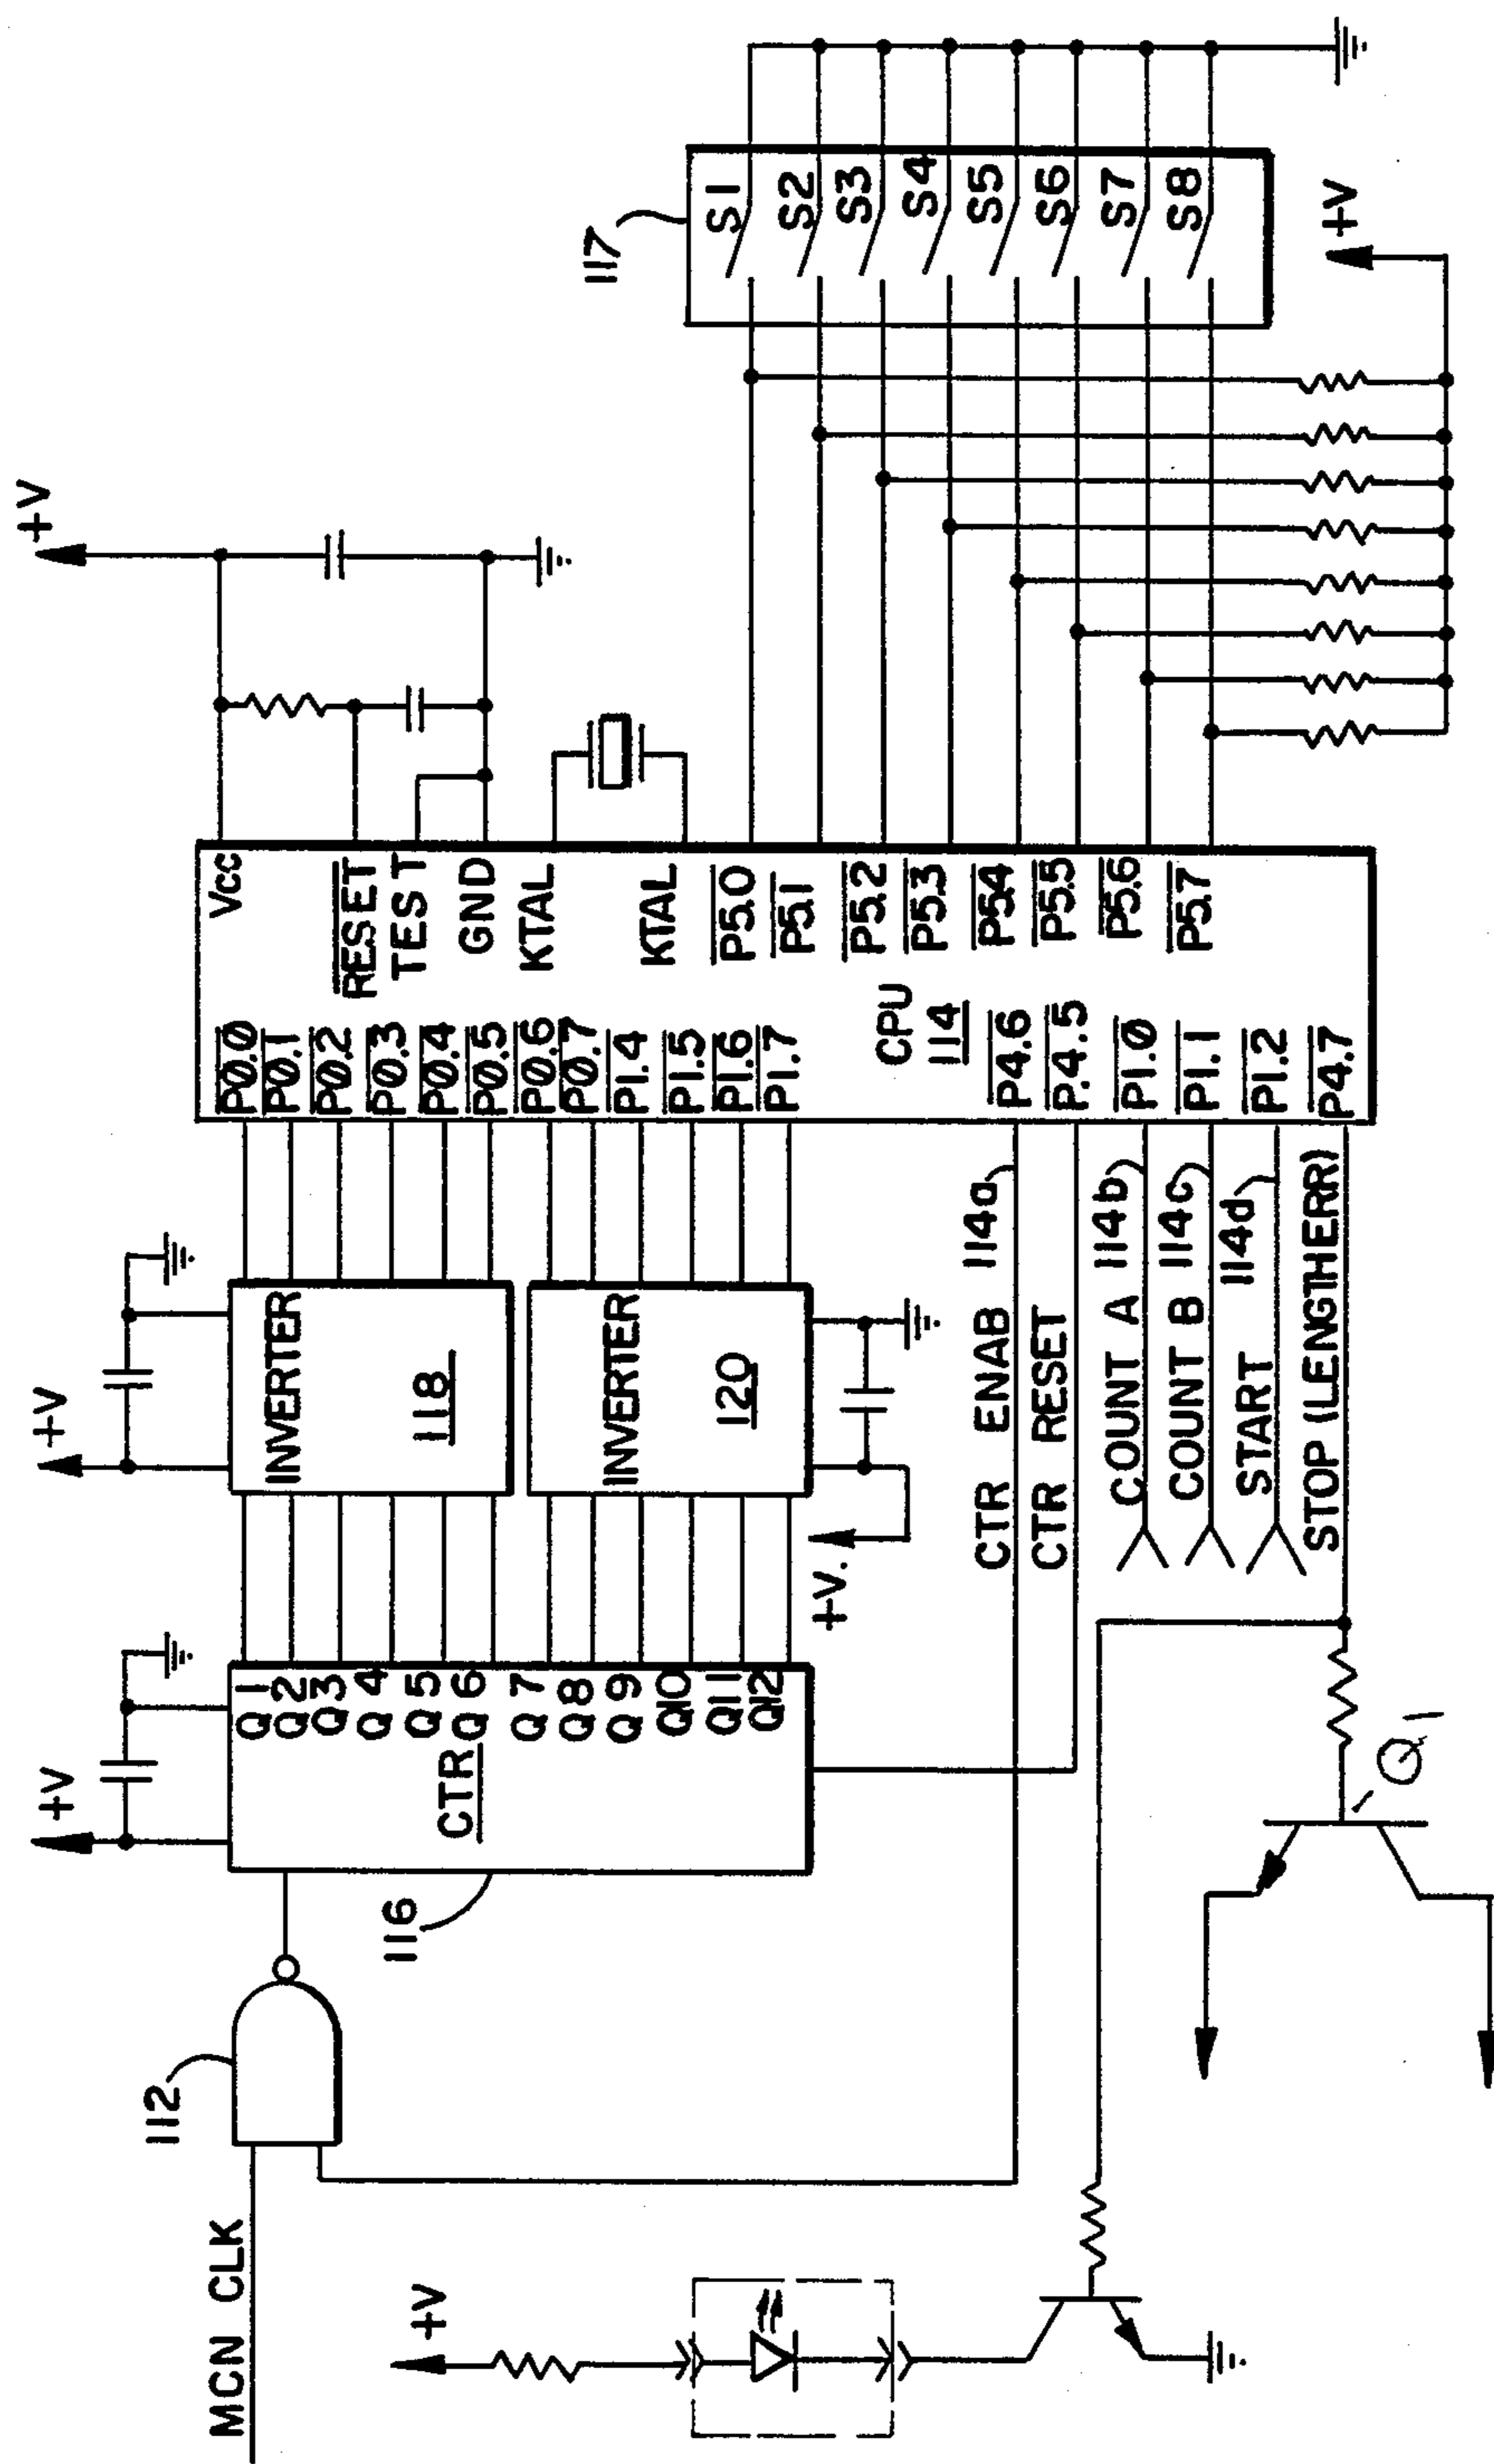 MCN CLK
112
+V
116
CTR
Q1
Q2
Q3
Q4
Q5
Q6
Q7
Q8
Q9
Q10
Q11
Q12
+V
INVERTER
118
INVERTER
120
+V.
P0.0
P0.1
P0.2
P0.3
P0.4
P0.5
P0.6
P0.7
P1.4
P1.5
P1.6
P1.7
CPU
114
P4.6
P.4.5
P1.0
P1.1
P1.2
P4.7
Vcc
RESET
TEST
GND
KTAL
KTAL
P5.0
P5.1
P5.2
P5.3
P5.4
P5.5
P5.6
P5.7
+V
117
S1
S2
S3
S4
S5
S6
S7
S8
+V
CTR ENAB 114a
CTR RESET
COUNT A 114b
COUNT B 114c
START 114d
STOP (LENGTHERR)
Q1
+V